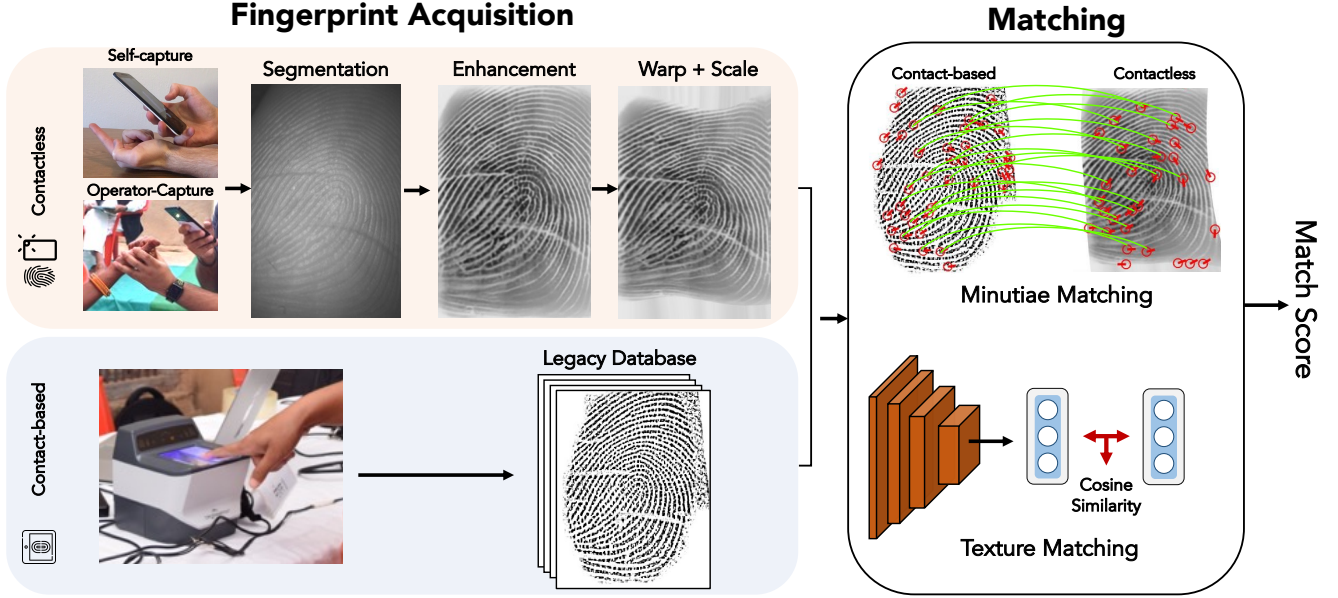 Fingerprint Acquisition
Matching
Self-capture
Segmentation
Enhancement
Warp + Scale
Contactless
Operator-Capture
Contact-based
Contactless
Minutiae Matching
Match Score
Contact-based
Legacy Database
Cosine
Similarity
Texture Matching